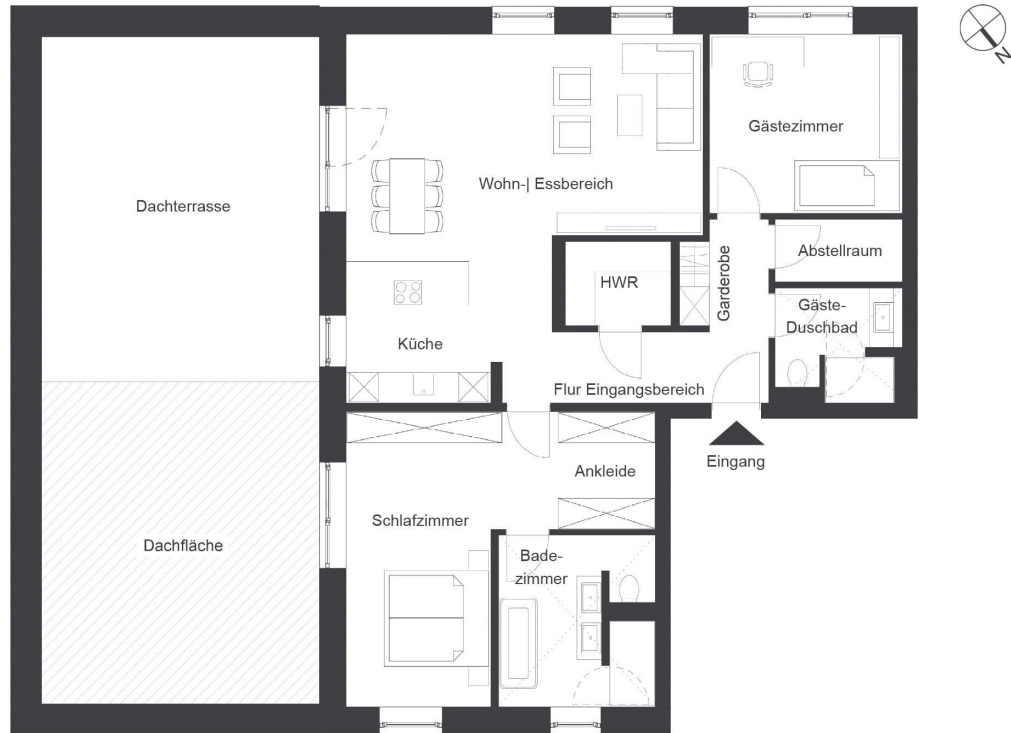 N
Gästezimmer
Wohn-| Essbereich
Dachterrasse
Abstellraum
HWR
Garderobe
Gäste-
Duschbad
Küche
Flur Eingangsbereich
Eingang
Ankleide
Schlafzimmer
Dachfläche
Bade-
zimmer